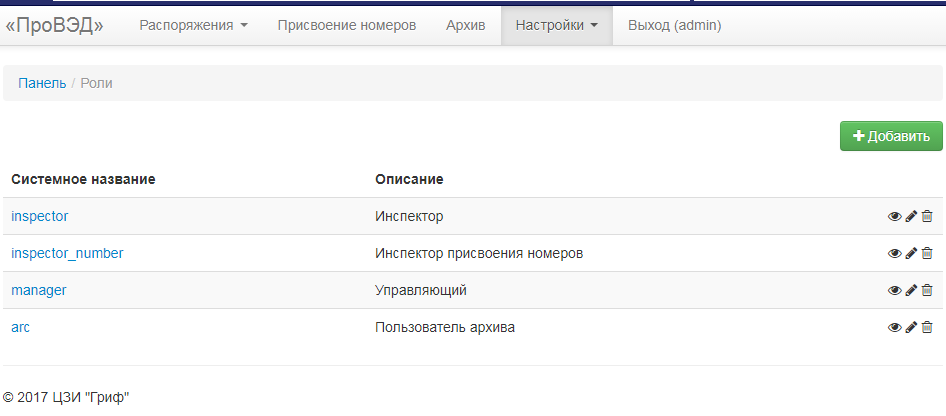 «ПроВЭД» Распоряжения Присвоение номеров Архив Настройки Выход (admin)
Панель / Роли
Добавить
Системное название Описание
inspector Инспектор
inspector_number Инспектор присвоения номеров
manager Управляющий
arc Пользователь архива
© 2017 ЦЗИ "Гриф"